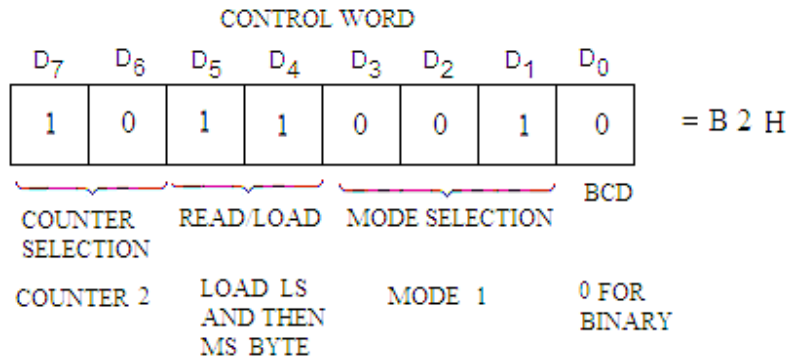 CONTROL WORD
D7 D6 D5 D4 D3 D2 D1 D0
1 0 1 1 0 0 1 0 = B 2 H
COUNTER SELECTION
READ/LOAD
MODE SELECTION
BCD
COUNTER 2
LOAD LS
AND THEN
MS BYTE
MODE 1
0 FOR
BINARY